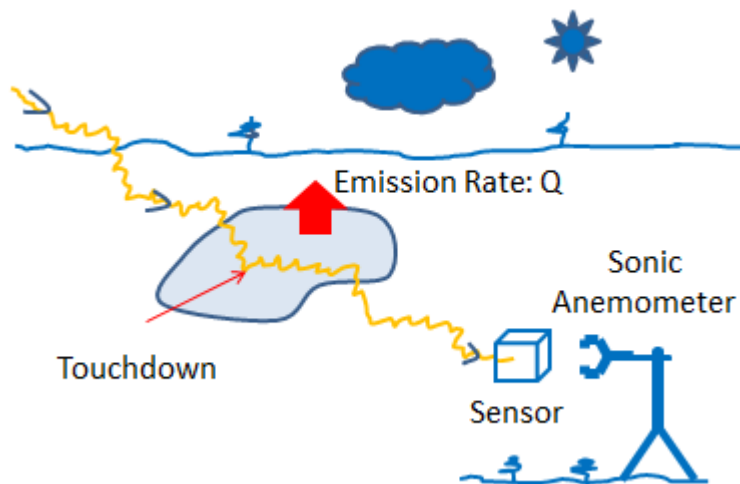 Emission Rate: Q
Sonic
Anemometer
Touchdown
Sensor